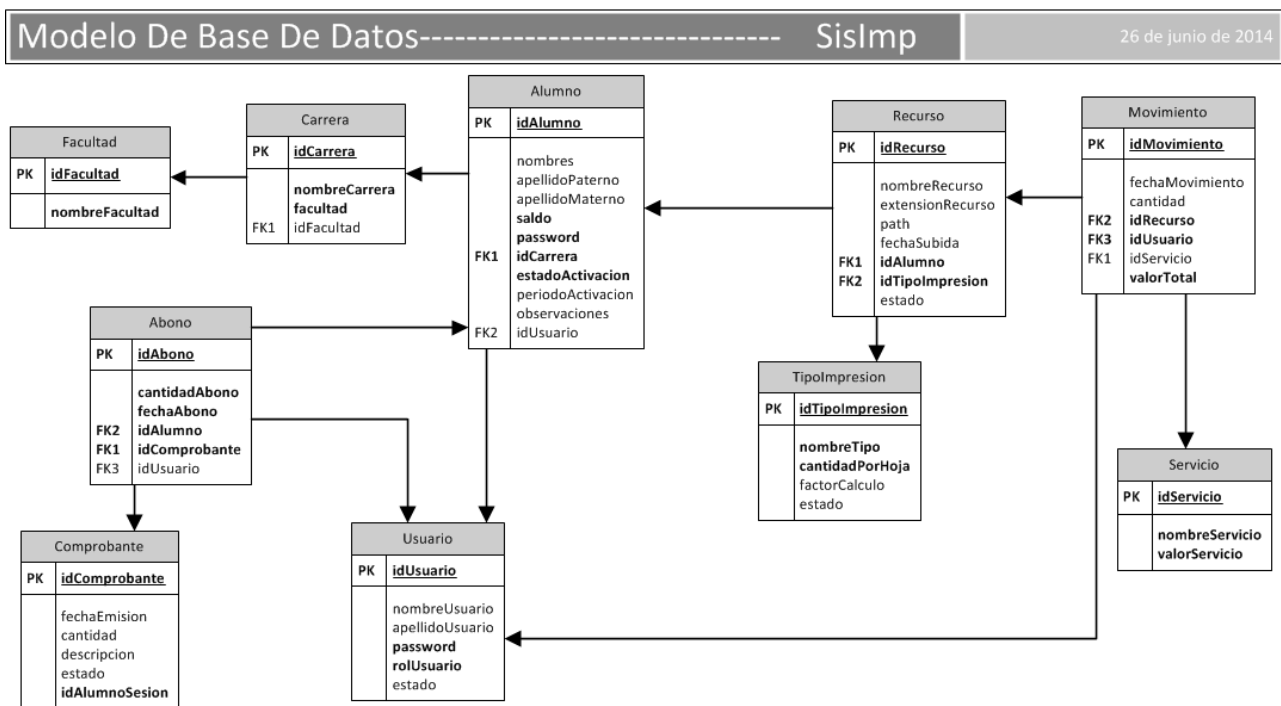 Modelo De Base De Datos------------------------------- SisImp
26 de junio de 2014
Facultad
PK idFacultad
nombreFacultad
Carrera
PK idCarrera
nombreCarrera
facultad
FK1 idFacultad
Alumno
PK idAlumno
nombres
apellidoPaterno
apellidoMaterno
saldo
password
FK1 idCarrera
estadoActivacion
periodoActivacion
observaciones
FK2 idUsuario
Recurso
PK idRecurso
nombreRecurso
extensionRecurso
path
fechaSubida
FK1 idAlumno
FK2 idTipoImpresion
estado
Movimiento
PK idMovimiento
fechaMovimiento
cantidad
FK2 idRecurso
FK3 idUsuario
FK1 idServicio
valorTotal
Abono
PK idAbono
cantidadAbono
fechaAbono
FK2 idAlumno
FK1 idComprobante
FK3 idUsuario
TipoImpresion
PK idTipoImpresion
nombreTipo
cantidadPorHoja
factorCalculo
estado
Servicio
PK idServicio
nombreServicio
valorServicio
Comprobante
PK idComprobante
fechaEmision
cantidad
descripcion
estado
idAlumnoSesion
Usuario
PK idUsuario
nombreUsuario
apellidoUsuario
password
rolUsuario
estado